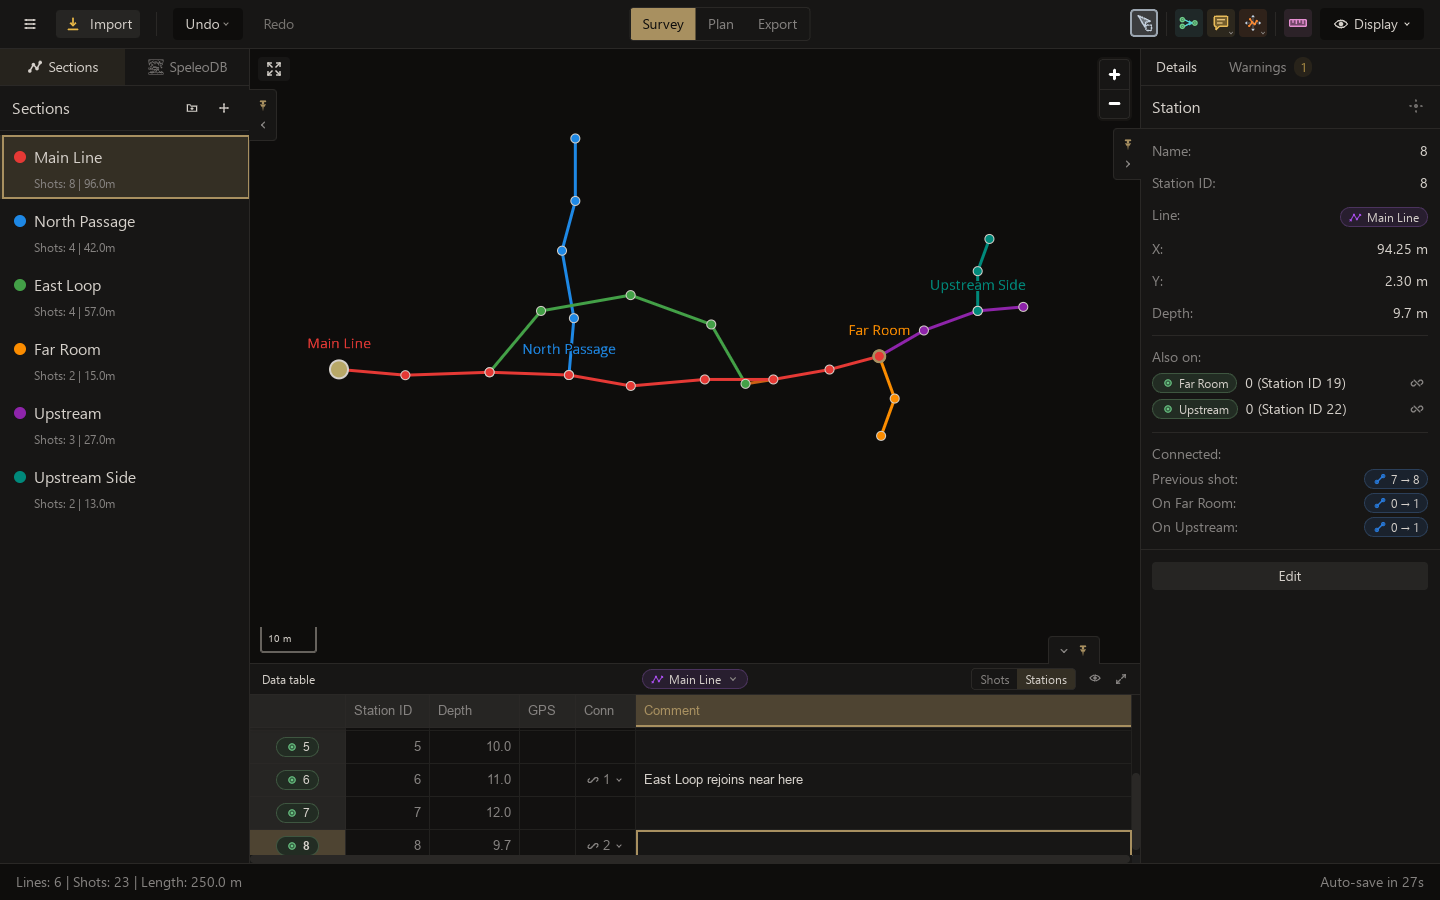 Import
Undo
Redo
Survey
Plan
Export
Display
Sections
SpeleoDB
Sections
Main Line
Shots: 8 | 96.0m
North Passage
Shots: 4 | 42.0m
East Loop
Shots: 4 | 57.0m
Far Room
Shots: 2 | 15.0m
Upstream
Shots: 3 | 27.0m
Upstream Side
Shots: 2 | 13.0m
Upstream Side
Far Room
Main Line
North Passage
10 m
Details
Warnings 1
Station
Name: 8
Station ID: 8
Line: Main Line
X: 94.25 m
Y: 2.30 m
Depth: 9.7 m
Also on:
Far Room 0 (Station ID 19)
Upstream 0 (Station ID 22)
Connected:
Previous shot: 7→8
On Far Room: 0→1
On Upstream: 0→1
Edit
Data table
Main Line
Shots
Stations
Station ID Depth GPS Conn Comment
5 5 10.0
6 6 11.0 1 East Loop rejoins near here
7 7 12.0
8 8 9.7 2
Lines: 6 | Shots: 23 | Length: 250.0 m
Auto-save in 27s